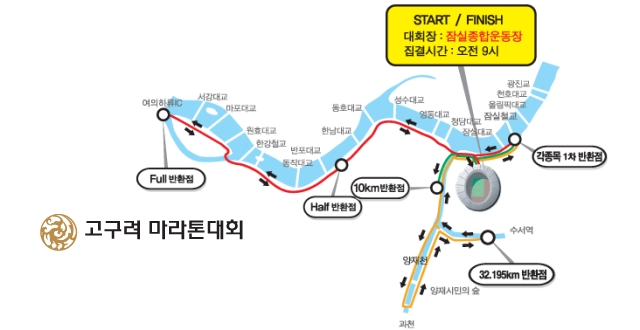 START / FINISH
대회장 : 잠실종합운동장
집결시간 : 오전 9시
광진교
천호대교
올림픽대교
잠실철교
성수대교
영동대교
청담대교
잠실대교
동호대교
한남대교
반포대교
동작대교
한강철교
원효대교
마포대교
서강대교
여의하류IC
각종목 1차 반환점
Full 반환점
Half 반환점
10km반환점
고구려 마라톤대회
수서역
32.195km 반환점
양재천
양재시민의 숲
과천